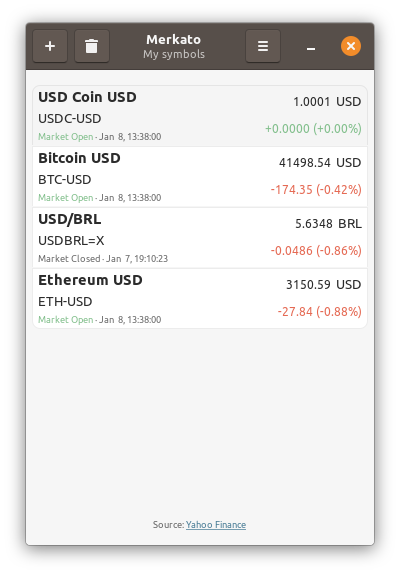 Merkato
My symbols
USD Coin USD
1.0001 USD
USDC-USD
+0.0000 (+0.00%)
Market Open · Jan 8, 13:38:00
Bitcoin USD
41498.54 USD
BTC-USD
-174.35 (-0.42%)
Market Open · Jan 8, 13:38:00
USD/BRL
5.6348 BRL
USDBRL=X
-0.0486 (-0.86%)
Market Closed · Jan 7, 19:10:23
Ethereum USD
3150.59 USD
ETH-USD
-27.84 (-0.88%)
Market Open · Jan 8, 13:38:00
Source: Yahoo Finance